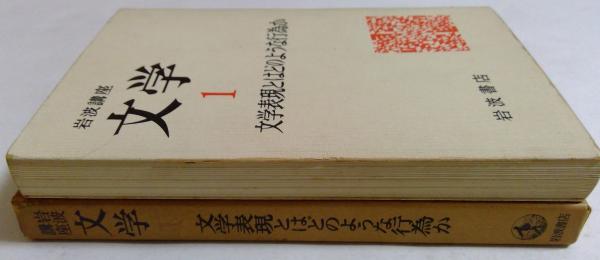 岩波講座
文学
1
文学表現とはどのような行為か
岩波書店
岩波
講座
文学
文学表現とはどのような行為か
岩波書店